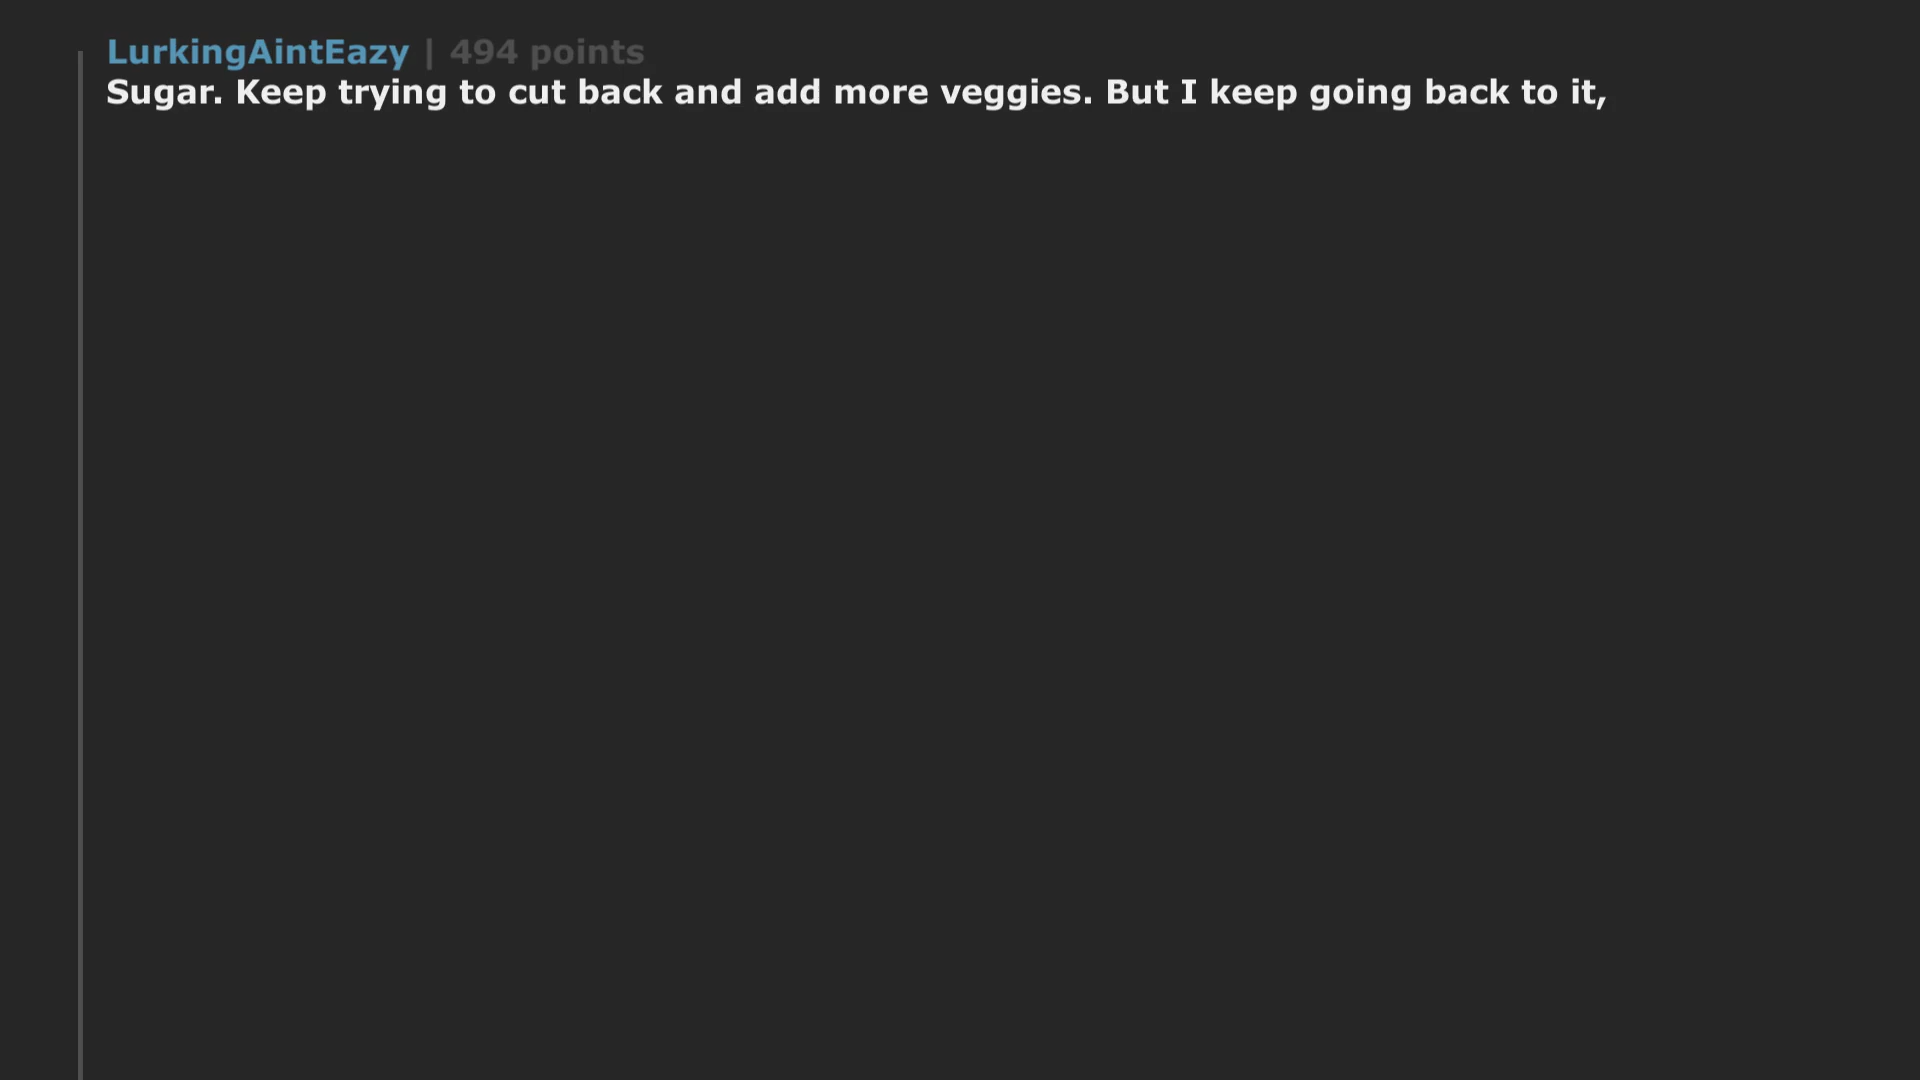 LurkingAintEazy | 494 points
Sugar. Keep trying to cut back and add more veggies. But I keep going back to it,